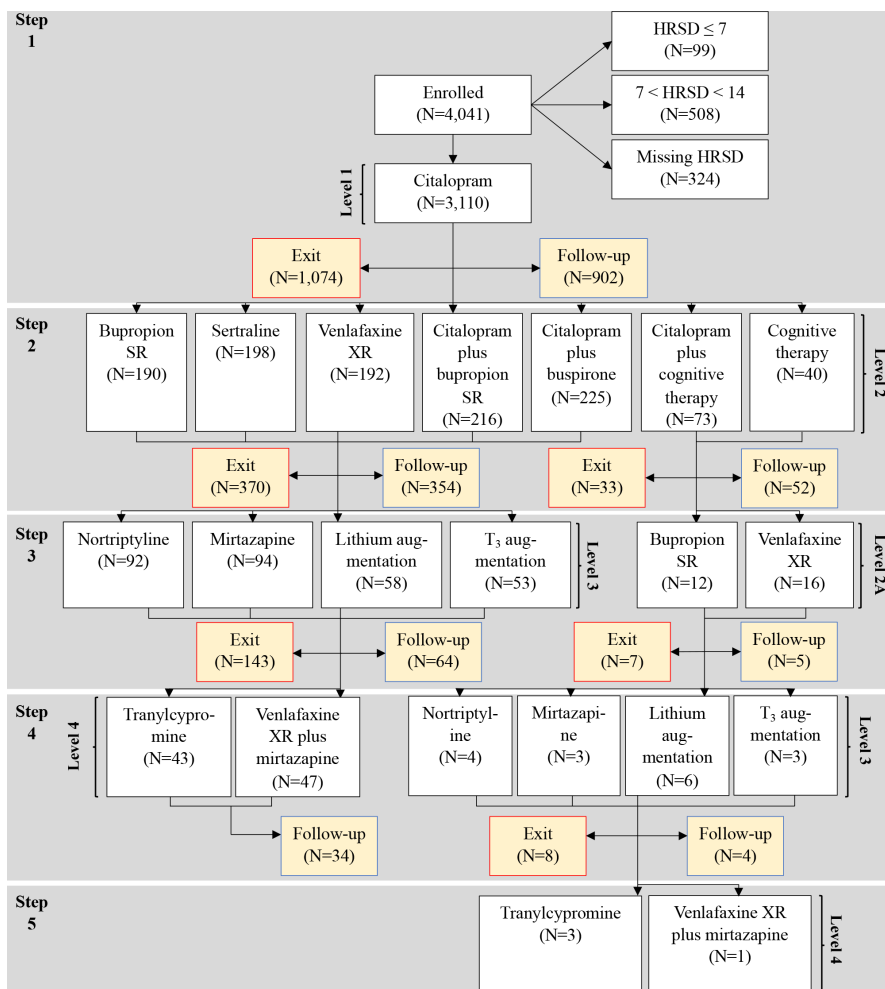 Step
1
HRSD ≤ 7
(N=99)
Enrolled
(N=4,041)
7 < HRSD < 14
(N=508)
Missing HRSD
(N=324)
Level 1
Citalopram
(N=3,110)
Exit
(N=1,074)
Follow-up
(N=902)
Step
2
Bupropion
SR
(N=190)
Sertraline
(N=198)
Venlafaxine
XR
(N=192)
Citalopram
plus
bupropion
SR
(N=216)
Citalopram
plus
buspirone
(N=225)
Citalopram
plus
cognitive
therapy
(N=73)
Cognitive
therapy
(N=40)
Level 2
Exit
(N=370)
Follow-up
(N=354)
Exit
(N=33)
Follow-up
(N=52)
Step
3
Nortriptyline
(N=92)
Mirtazapine
(N=94)
Lithium aug-
mentation
(N=58)
T₃ aug-
mentation
(N=53)
Level 3
Bupropion
SR
(N=12)
Venlafaxine
XR
(N=16)
Level 2A
Exit
(N=143)
Follow-up
(N=64)
Exit
(N=7)
Follow-up
(N=5)
Step
4
Level 4
Tranylcypro-
mine
(N=43)
Venlafaxine
XR plus
mirtazapine
(N=47)
Nortriptyl-
ine
(N=4)
Mirtazapi-
ne
(N=3)
Lithium
aug-
mentation
(N=6)
T₃ aug-
mentation
(N=3)
Level 3
Follow-up
(N=34)
Exit
(N=8)
Follow-up
(N=4)
Step
5
Tranylcypromine
(N=3)
Venlafaxine XR
plus mirtazapine
(N=1)
Level 4